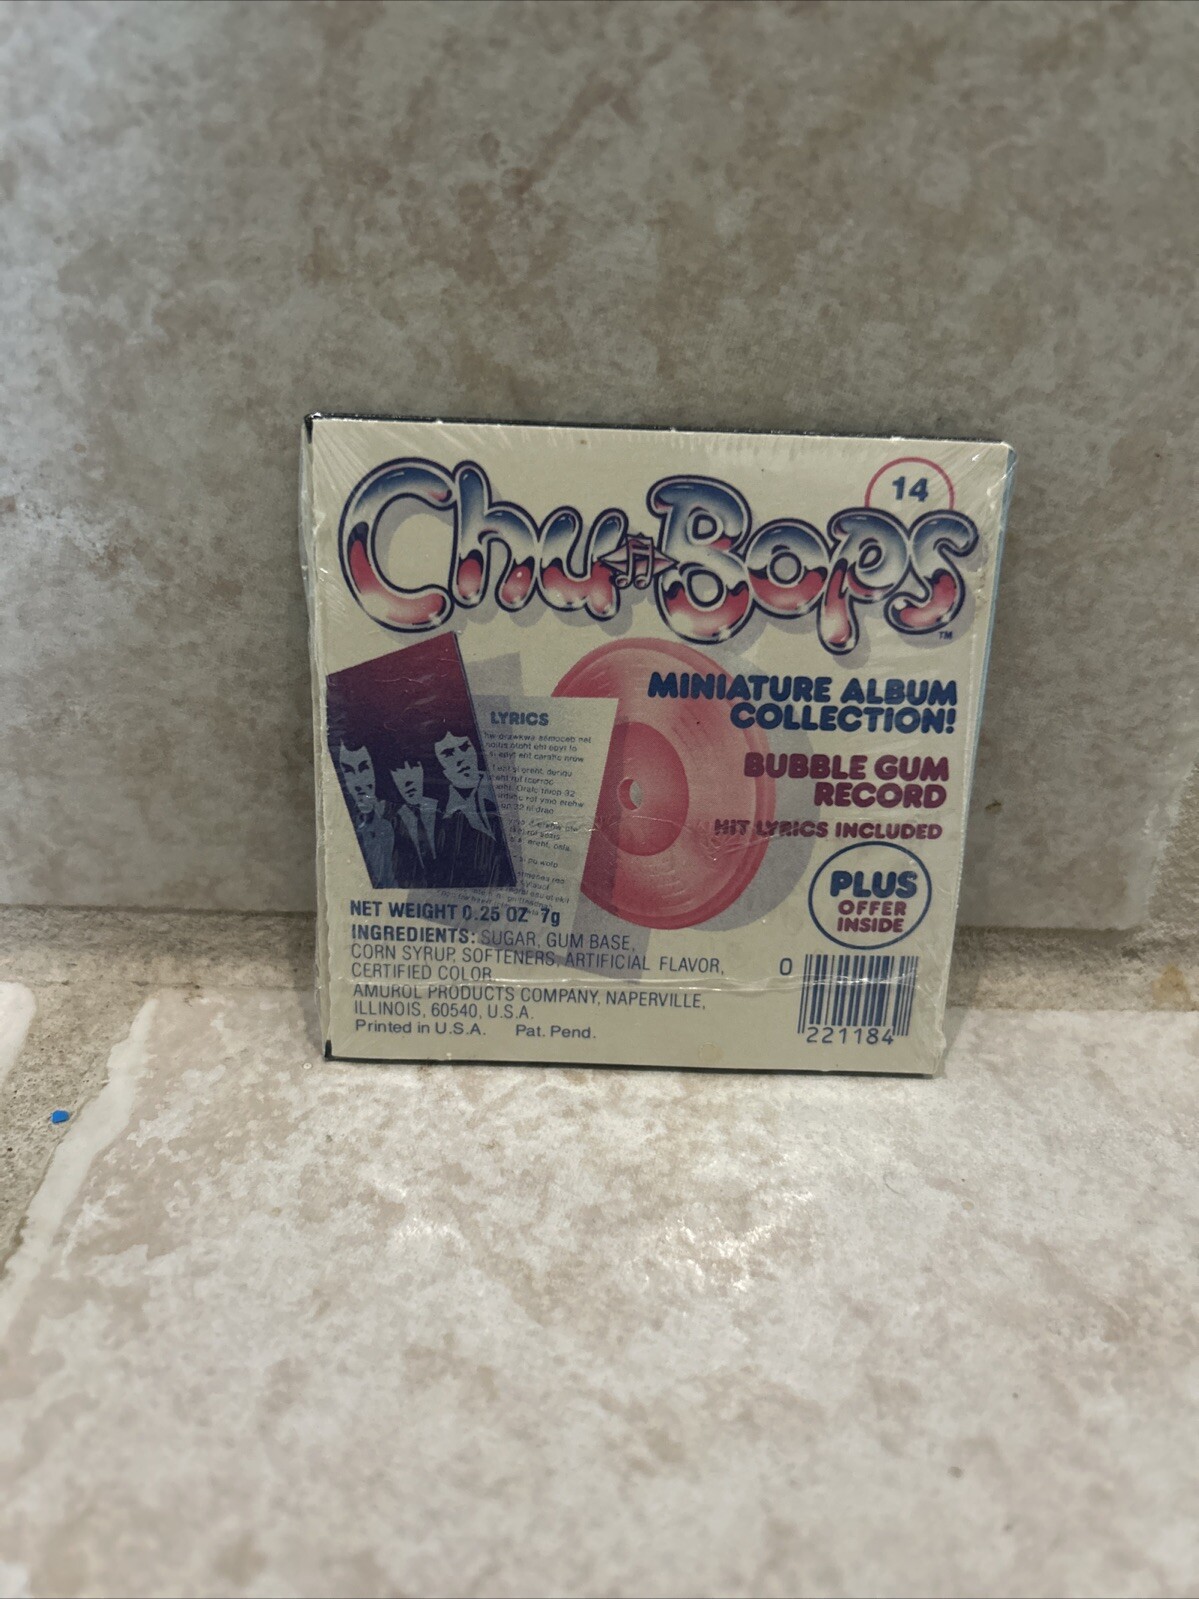 14
Chu Bops
TM
MINIATURE ALBUM
COLLECTION!
BUBBLE GUM
RECORD
HIT LYRICS INCLUDED
PLUS
OFFER
INSIDE
LYRICS
NET WEIGHT 0.25 OZ 7g
INGREDIENTS: SUGAR, GUM BASE,
CORN SYRUP, SOFTENERS, ARTIFICIAL FLAVOR,
CERTIFIED COLOR
AMUROL PRODUCTS COMPANY, NAPERVILLE,
ILLINOIS, 60540, U.S.A.
Printed in U.S.A. Pat. Pend.
0
221184